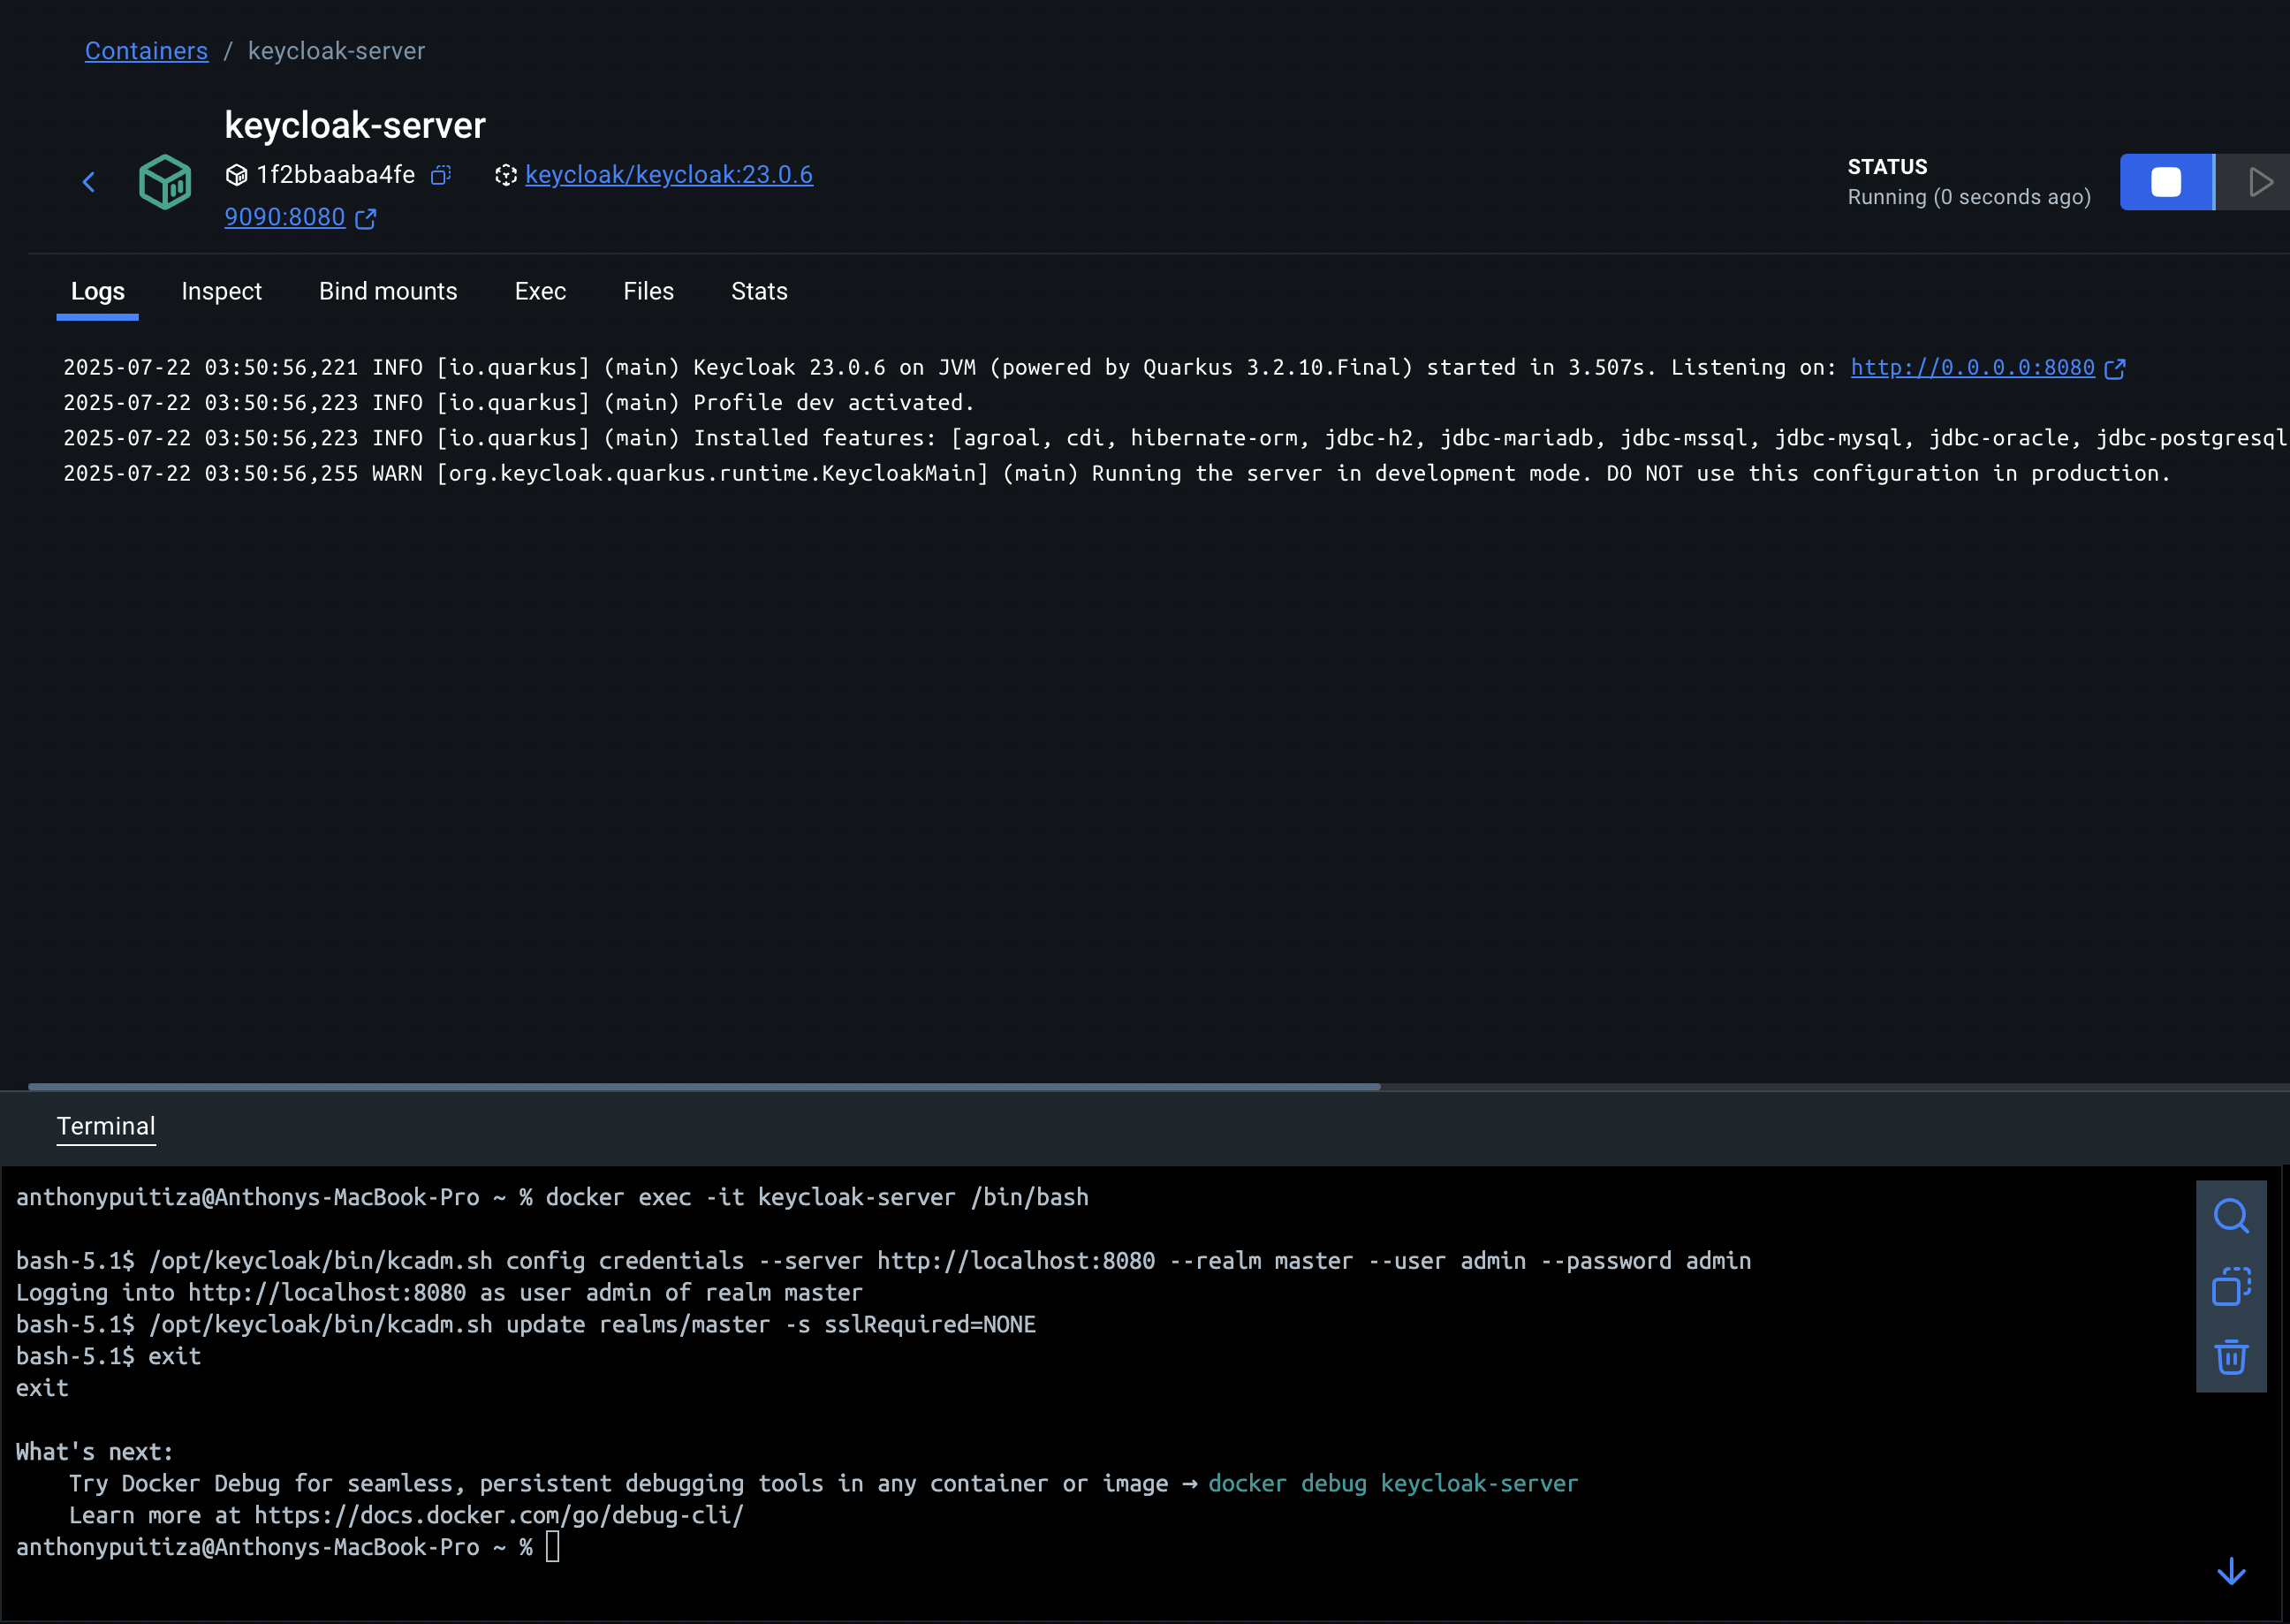 Containers / keycloak-server
keycloak-server
1f2bbaaba4fe keycloak/keycloak:23.0.6
9090:8080
STATUS
Running (0 seconds ago)
Logs Inspect Bind mounts Exec Files Stats
2025-07-22 03:50:56,221 INFO [io.quarkus] (main) Keycloak 23.0.6 on JVM (powered by Quarkus 3.2.10.Final) started in 3.507s. Listening on: http://0.0.0.0:8080
2025-07-22 03:50:56,223 INFO [io.quarkus] (main) Profile dev activated.
2025-07-22 03:50:56,223 INFO [io.quarkus] (main) Installed features: [agroal, cdi, hibernate-orm, jdbc-h2, jdbc-mariadb, jdbc-mssql, jdbc-mysql, jdbc-oracle, jdbc-postgresql
2025-07-22 03:50:56,255 WARN [org.keycloak.quarkus.runtime.KeycloakMain] (main) Running the server in development mode. DO NOT use this configuration in production.
Terminal
anthonypuitiza@Anthonys-MacBook-Pro ~ % docker exec -it keycloak-server /bin/bash
bash-5.1$ /opt/keycloak/bin/kcadm.sh config credentials --server http://localhost:8080 --realm master --user admin --password admin
Logging into http://localhost:8080 as user admin of realm master
bash-5.1$ /opt/keycloak/bin/kcadm.sh update realms/master -s sslRequired=NONE
bash-5.1$ exit
exit
What's next:
Try Docker Debug for seamless, persistent debugging tools in any container or image → docker debug keycloak-server
Learn more at https://docs.docker.com/go/debug-cli/
anthonypuitiza@Anthonys-MacBook-Pro ~ %